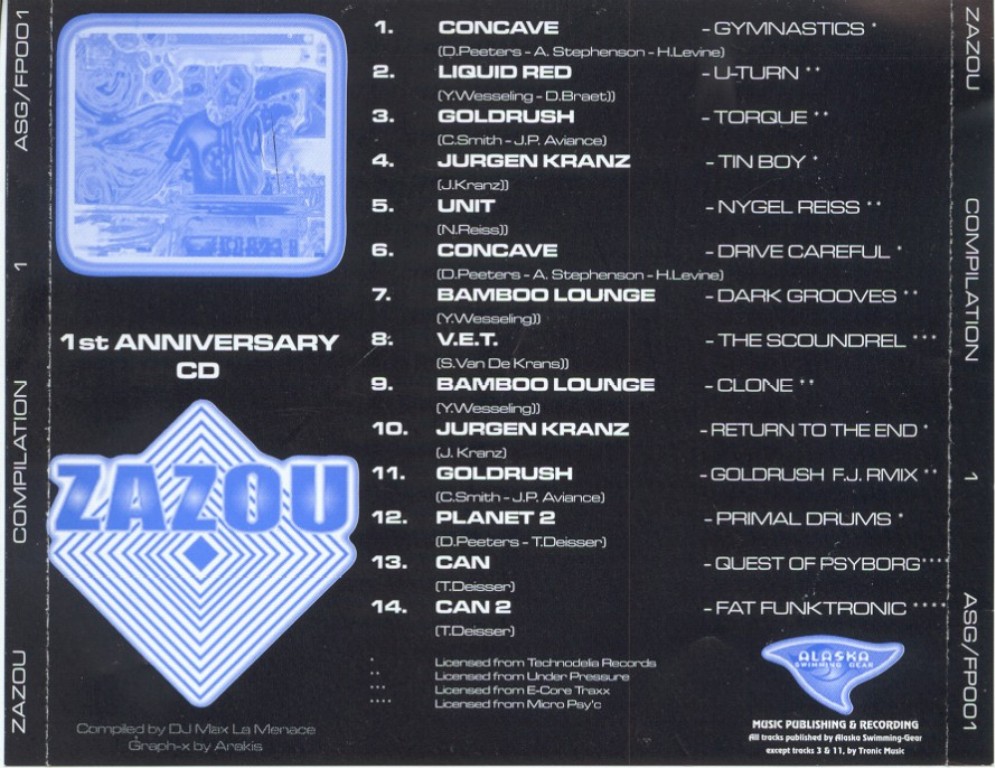 ASG/FP001
1
COMPILATION
ZAZOU
1st ANNIVERSARY
CD
ZAZOU
Compiled by DJ Max La Menace
Graph-x by Arakis
1. CONCAVE - GYMNASTICS *
(D.Peeters - A. Stephenson - H.Levine)
2. LIQUID RED - U-TURN **
(Y.Wesseling - D.Braet))
3. GOLDRUSH - TORQUE **
(C.Smith - J.P. Aviance)
4. JURGEN KRANZ - TIN BOY *
(J.Kranz))
5. UNIT - NYGEL REISS **
(N.Reiss))
6. CONCAVE - DRIVE CAREFUL *
(D.Peeters - A. Stephenson - H.Levine)
7. BAMBOO LOUNGE - DARK GROOVES **
(Y.Wesseling))
8. V.E.T. - THE SCOUNDREL ***
(S.Van De Krans))
9. BAMBOO LOUNGE - CLONE **
(Y.Wesseling))
10. JURGEN KRANZ - RETURN TO THE END *
(J. Kranz)
11. GOLDRUSH - GOLDRUSH F.J. RMIX **
(C.Smith - J.P. Aviance)
12. PLANET 2 - PRIMAL DRUMS *
(D.Peeters - T.Deisser)
13. CAN - QUEST OF PSYBORG ****
(T.Deisser)
14. CAN 2 - FAT FUNKTRONIC ****
(T.Deisser)
* Licensed from Technodelia Records
** Licensed from Under Pressure
*** Licensed from E-Core Traxx
**** Licensed from Micro Psy'c
ALASKA
SWIMMING GEAR
MUSIC PUBLISHING & RECORDING
All tracks published by Alaska Swimming-Gear
except tracks 3 & 11, by Tronic Music
ZAZOU
COMPILATION
1
ASG/FP001